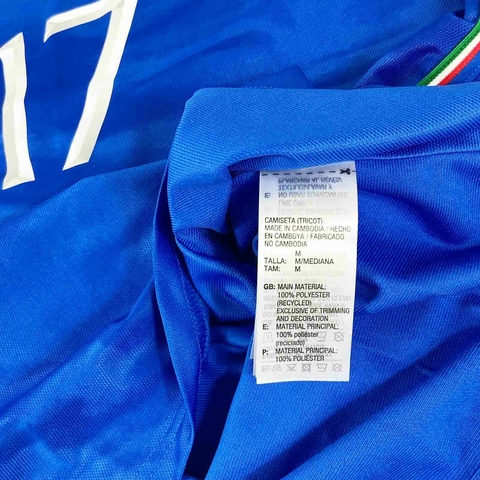 17
CAMISETA (TRICOT)
MADE IN CAMBODIA / HECHO
EN CAMBOYA / FABRICADO
NO CAMBODIA
M
TALLA: M/MEDIANA
TAM: M
GB: MAIN MATERIAL:
100% POLYESTER
(RECYCLED)
EXCLUSIVE OF TRIMMING
AND DECORATION
E: MATERIAL PRINCIPAL:
100% poliéster
(reciclado)
P: MATERIAL PRINCIPAL:
100% POLIÉSTER